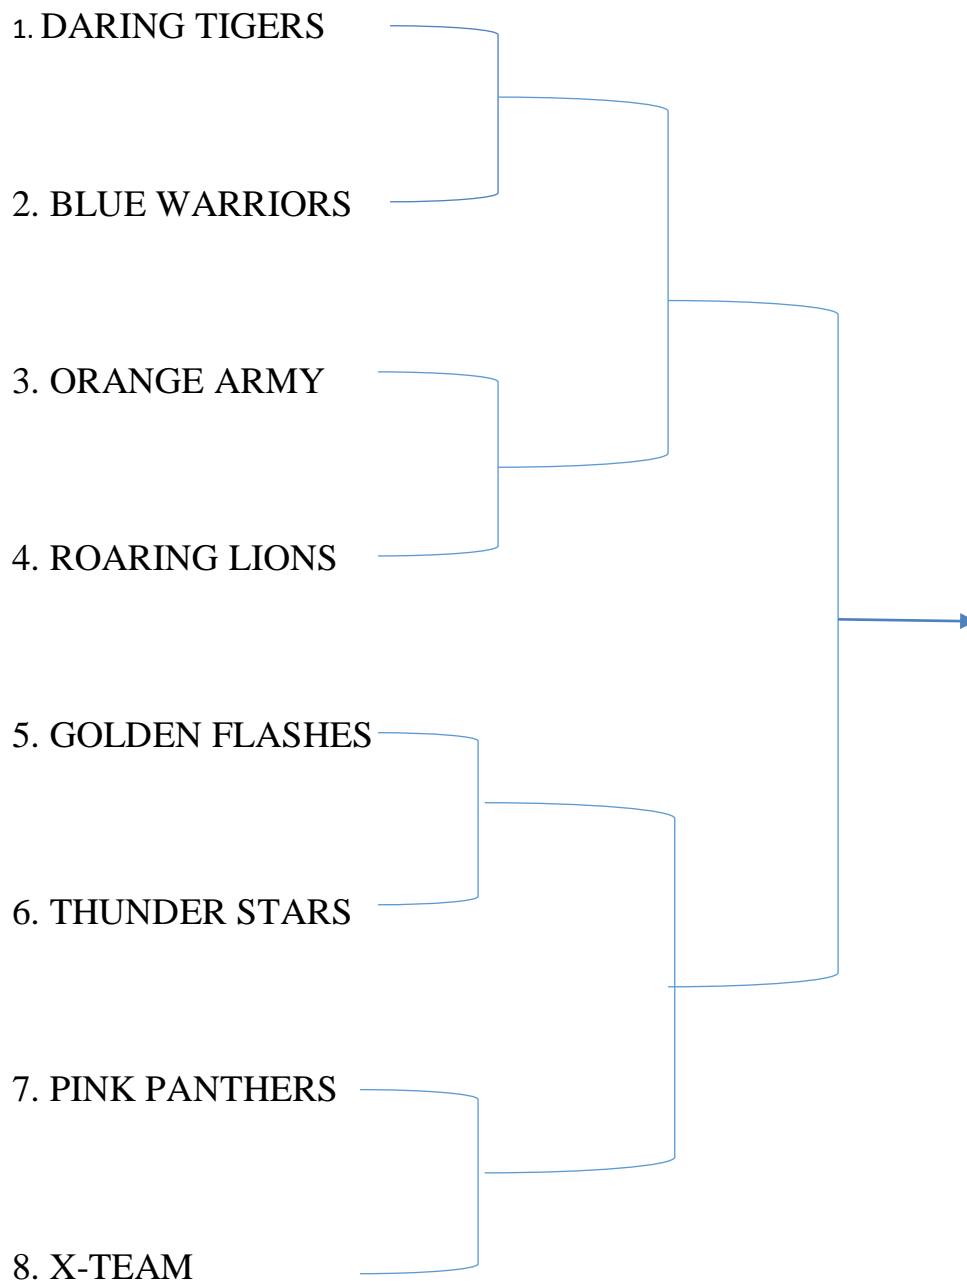 1. DARING TIGERS
2. BLUE WARRIORS
3. ORANGE ARMY
4. ROARING LIONS
5. GOLDEN FLASHES
6. THUNDER STARS
7. PINK PANTHERS
8. X-TEAM